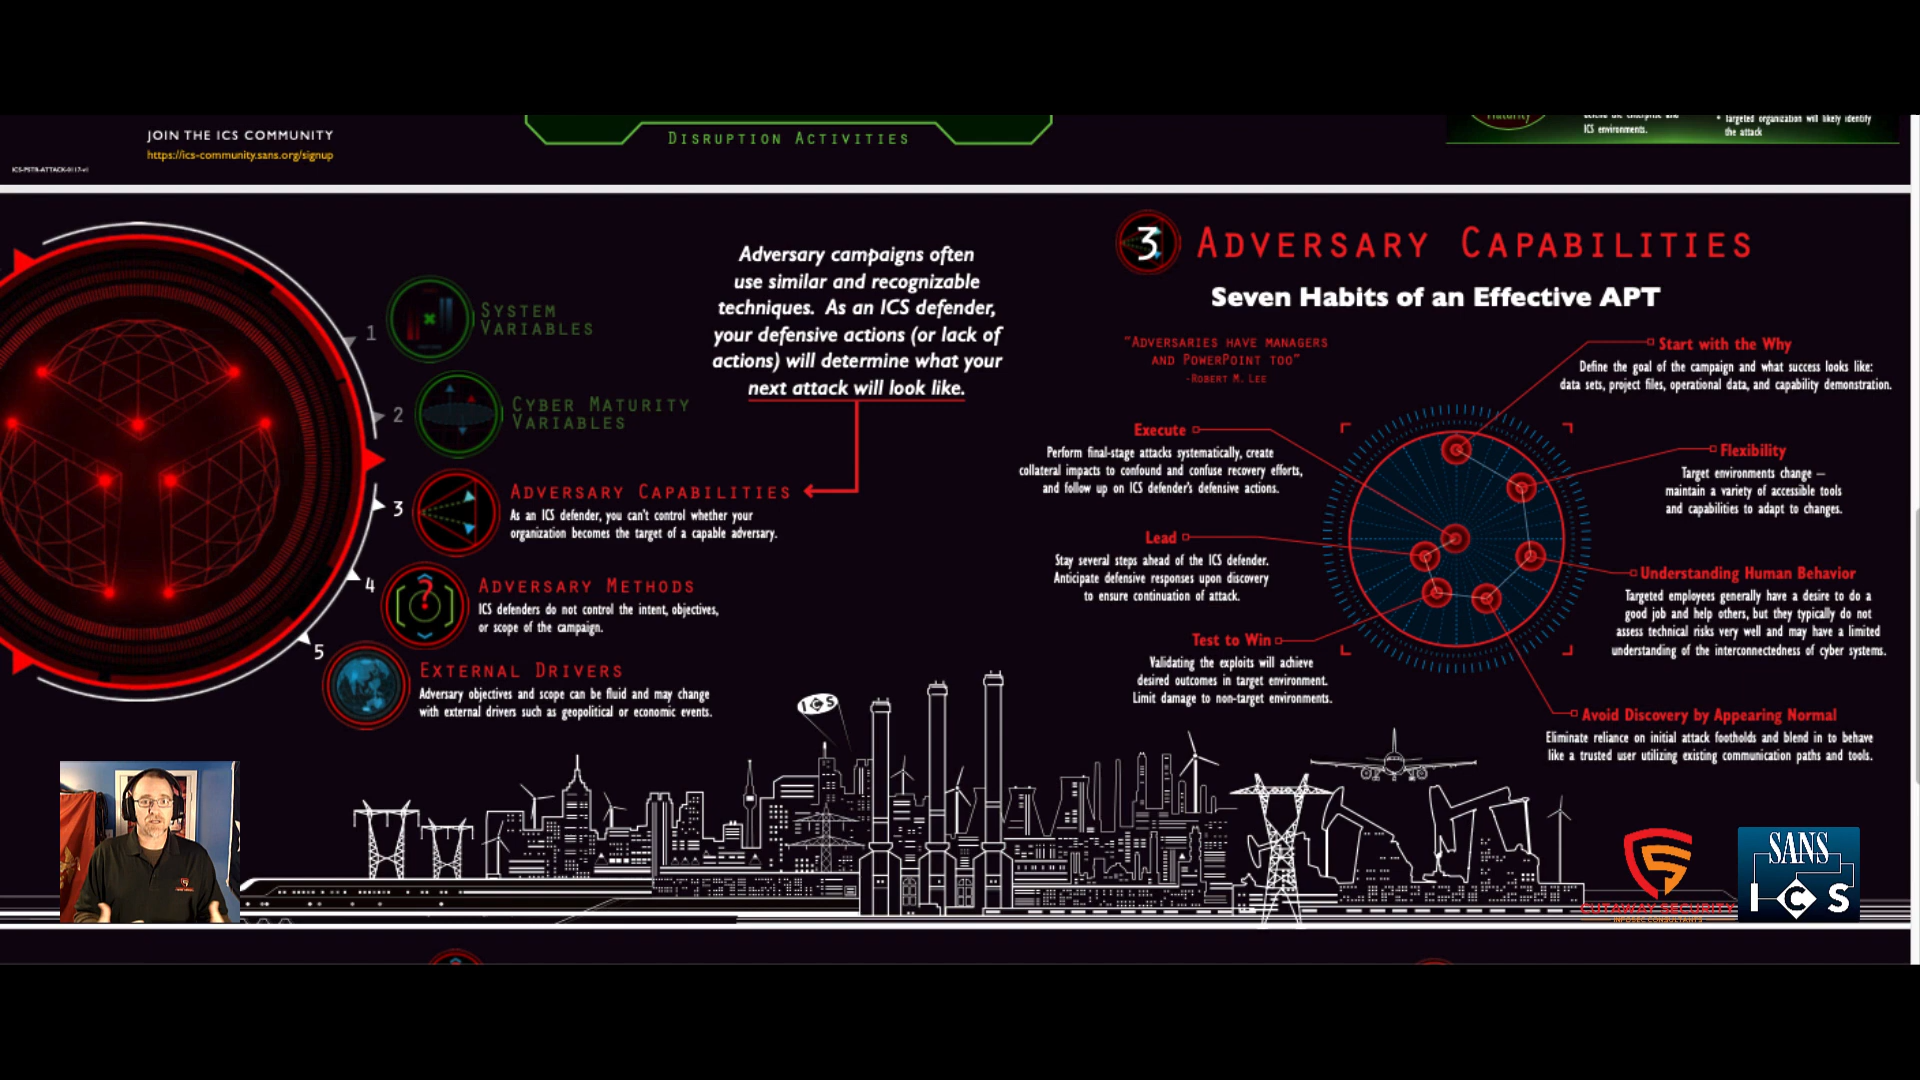 JOIN THE ICS COMMUNITY
https://ics-community.sans.org/signup
ICS-PSTR-ATTACK-0117-v1
DISRUPTION ACTIVITIES
Maturity
ICS environments.
• Targeted organization will likely identify
the attack
1
SYSTEM
VARIABLES
2
CYBER MATURITY
VARIABLES
3
ADVERSARY CAPABILITIES
As an ICS defender, you can't control whether your
organization becomes the target of a capable adversary.
4
?
ADVERSARY METHODS
ICS defenders do not control the intent, objectives,
or scope of the campaign.
5
EXTERNAL DRIVERS
Adversary objectives and scope can be fluid and may change
with external drivers such as geopolitical or economic events.
Adversary campaigns often
use similar and recognizable
techniques. As an ICS defender,
your defensive actions (or lack of
actions) will determine what your
next attack will look like.
ICS
3
ADVERSARY CAPABILITIES
Seven Habits of an Effective APT
"ADVERSARIES HAVE MANAGERS
AND POWERPOINT TOO"
-ROBERT M. LEE
Start with the Why
Define the goal of the campaign and what success looks like:
data sets, project files, operational data, and capability demonstration.
Flexibility
Target environments change —
maintain a variety of accessible tools
and capabilities to adapt to changes.
Understanding Human Behavior
Targeted employees generally have a desire to do a
good job and help others, but they typically do not
assess technical risks very well and may have a limited
understanding of the interconnectedness of cyber systems.
Avoid Discovery by Appearing Normal
Eliminate reliance on initial attack footholds and blend in to behave
like a trusted user utilizing existing communication paths and tools.
Test to Win
Validating the exploits will achieve
desired outcomes in target environment.
Limit damage to non-target environments.
Lead
Stay several steps ahead of the ICS defender.
Anticipate defensive responses upon discovery
to ensure continuation of attack.
Execute
Perform final-stage attacks systematically, create
collateral impacts to confound and confuse recovery efforts,
and follow up on ICS defender's defensive actions.
CUTAWAY SECURITY
INFOSEC CONSULTANTS
SANS
ICS